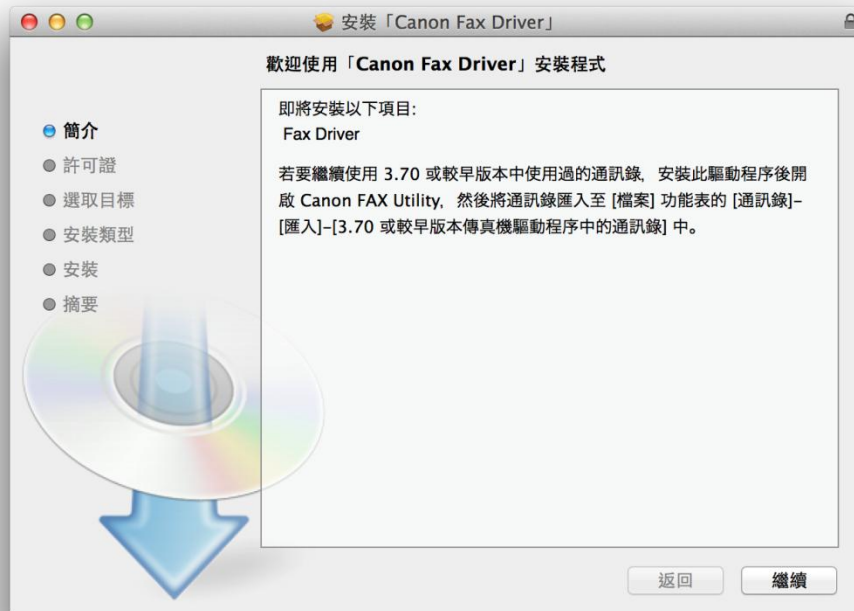 安裝「Canon Fax Driver」
歡迎使用「Canon Fax Driver」安裝程式
簡介
許可證
選取目標
安裝類型
安裝
摘要
即將安裝以下項目:
Fax Driver
若要繼續使用 3.70 或較早版本中使用過的通訊錄，安裝此驅動程序後開
啟 Canon FAX Utility，然後將通訊錄匯入至 [檔案] 功能表的 [通訊錄]-
[匯入]-[3.70 或較早版本傳真機驅動程序中的通訊錄] 中。
返回
繼續